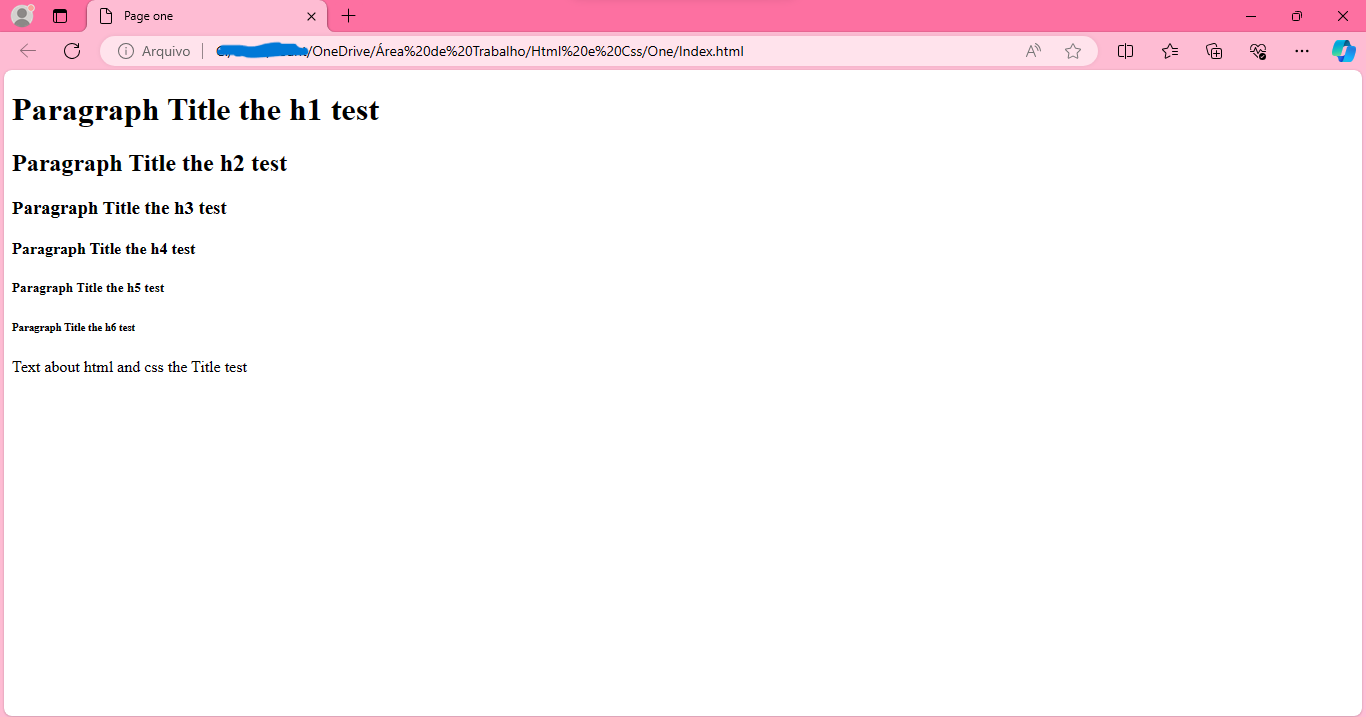 Page one
Arquivo /OneDrive/Área%20de%20Trabalho/Html%20e%20Css/One/Index.html
Paragraph Title the h1 test
Paragraph Title the h2 test
Paragraph Title the h3 test
Paragraph Title the h4 test
Paragraph Title the h5 test
Paragraph Title the h6 test
Text about html and css the Title test